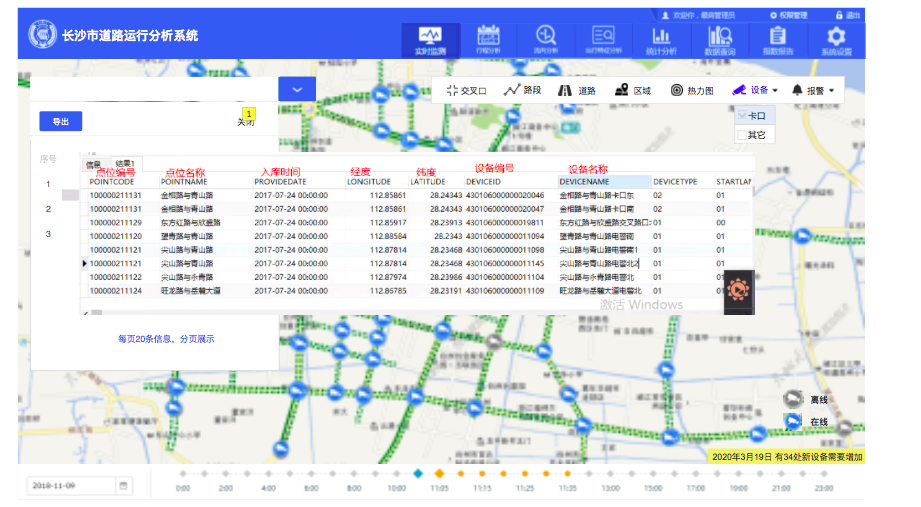 欢迎你，最高管理员 权限管理 退出
长沙市道路运行分析系统
实时监测 行程分析 流向分析 出行特征分析 统计分析 数据查询 指数报告 系统设置
交叉口 路段 道路 区域 热力图 设备 报警
卡口
其它
导出
1
关闭
序号
1
2
3
信息 结果1
点位编号 点位名称 入库时间 经度 纬度 设备编号 设备名称
POINTCODE POINTNAME PROVIDEDATE LONGITUDE LATITUDE DEVICEID DEVICENAME DEVICETYPE STARTLAN
100000211131 金相路与青山路 2017-07-24 00:00:00 112.85861 28.24343 430106000000020046 金相路与青山路卡口东 02 01
100000211131 金相路与青山路 2017-07-24 00:00:00 112.85861 28.24343 430106000000020047 金相路与青山路卡口南 02 01
100000211129 东方红路与欣盛路 2017-07-24 00:00:00 112.85917 28.23913 430106000000019811 东方红路与欣盛路交叉路口 01 00
100000211120 望青路与青山路 2017-07-24 00:00:00 112.88584 28.2343 430106000000011094 望青路与青山路电警南 01 01
100000211121 尖山路与青山路 2017-07-24 00:00:00 112.87814 28.23468 430106000000011098 尖山路与青山路电警南1 01 01
100000211121 尖山路与青山路 2017-07-24 00:00:00 112.87814 28.23468 430106000000011145 尖山路与青山路电警北2 01 01
100000211122 尖山路与永青路 2017-07-24 00:00:00 112.87974 28.23986 430106000000011104 尖山路与永青路电警北 01 01
100000211124 旺龙路与岳麓大道 2017-07-24 00:00:00 112.86785 28.23191 430106000000011109 旺龙路与岳麓大道电警北 01 01
激活 Windows
每页20条信息，分页展示
离线
在线
2020年3月19日 有34处新设备需要增加
2018-11-09
0:00 2:00 4:00 6:00 8:00 10:00 11:05 11:15 11:25 11:35 13:00 15:00 17:00 19:00 21:00 23:00